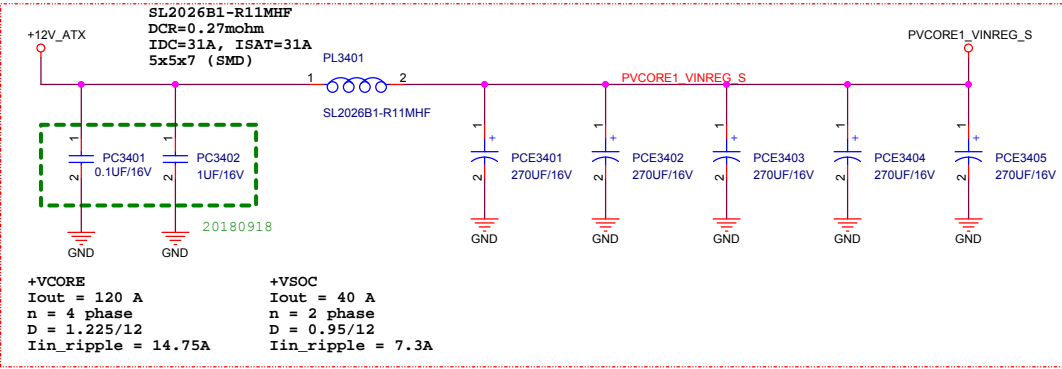 SL2026B1-R11MHF
DCR=0.27mohm
IDC=31A, ISAT=31A
5x5x7 (SMD)
+12V_ATX
PL3401
PVCORE1_VINREG_S
1
2
PVCORE1_VINREG_S
SL2026B1-R11MHF
1
1
1
1
1
1
1
+
+
+
+
+
PC3401
0.1UF/16V
PC3402
1UF/16V
PCE3401
270UF/16V
PCE3402
270UF/16V
PCE3403
270UF/16V
PCE3404
270UF/16V
PCE3405
270UF/16V
2
2
2
2
2
2
2
20180918
GND
GND
GND
GND
GND
GND
GND
+VCORE
Iout = 120 A
n = 4 phase
D = 1.225/12
Iin_ripple = 14.75A
+VSOC
Iout = 40 A
n = 2 phase
D = 0.95/12
Iin_ripple = 7.3A